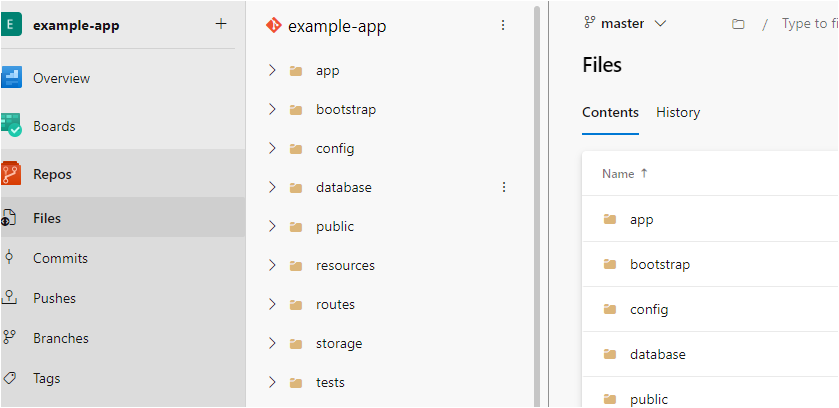 E example-app +
Overview
Boards
Repos
Files
Commits
Pushes
Branches
Tags
example-app
app
bootstrap
config
database
public
resources
routes
storage
tests
master / Type to fi
Files
Contents History
Name ↑
app
bootstrap
config
database
public